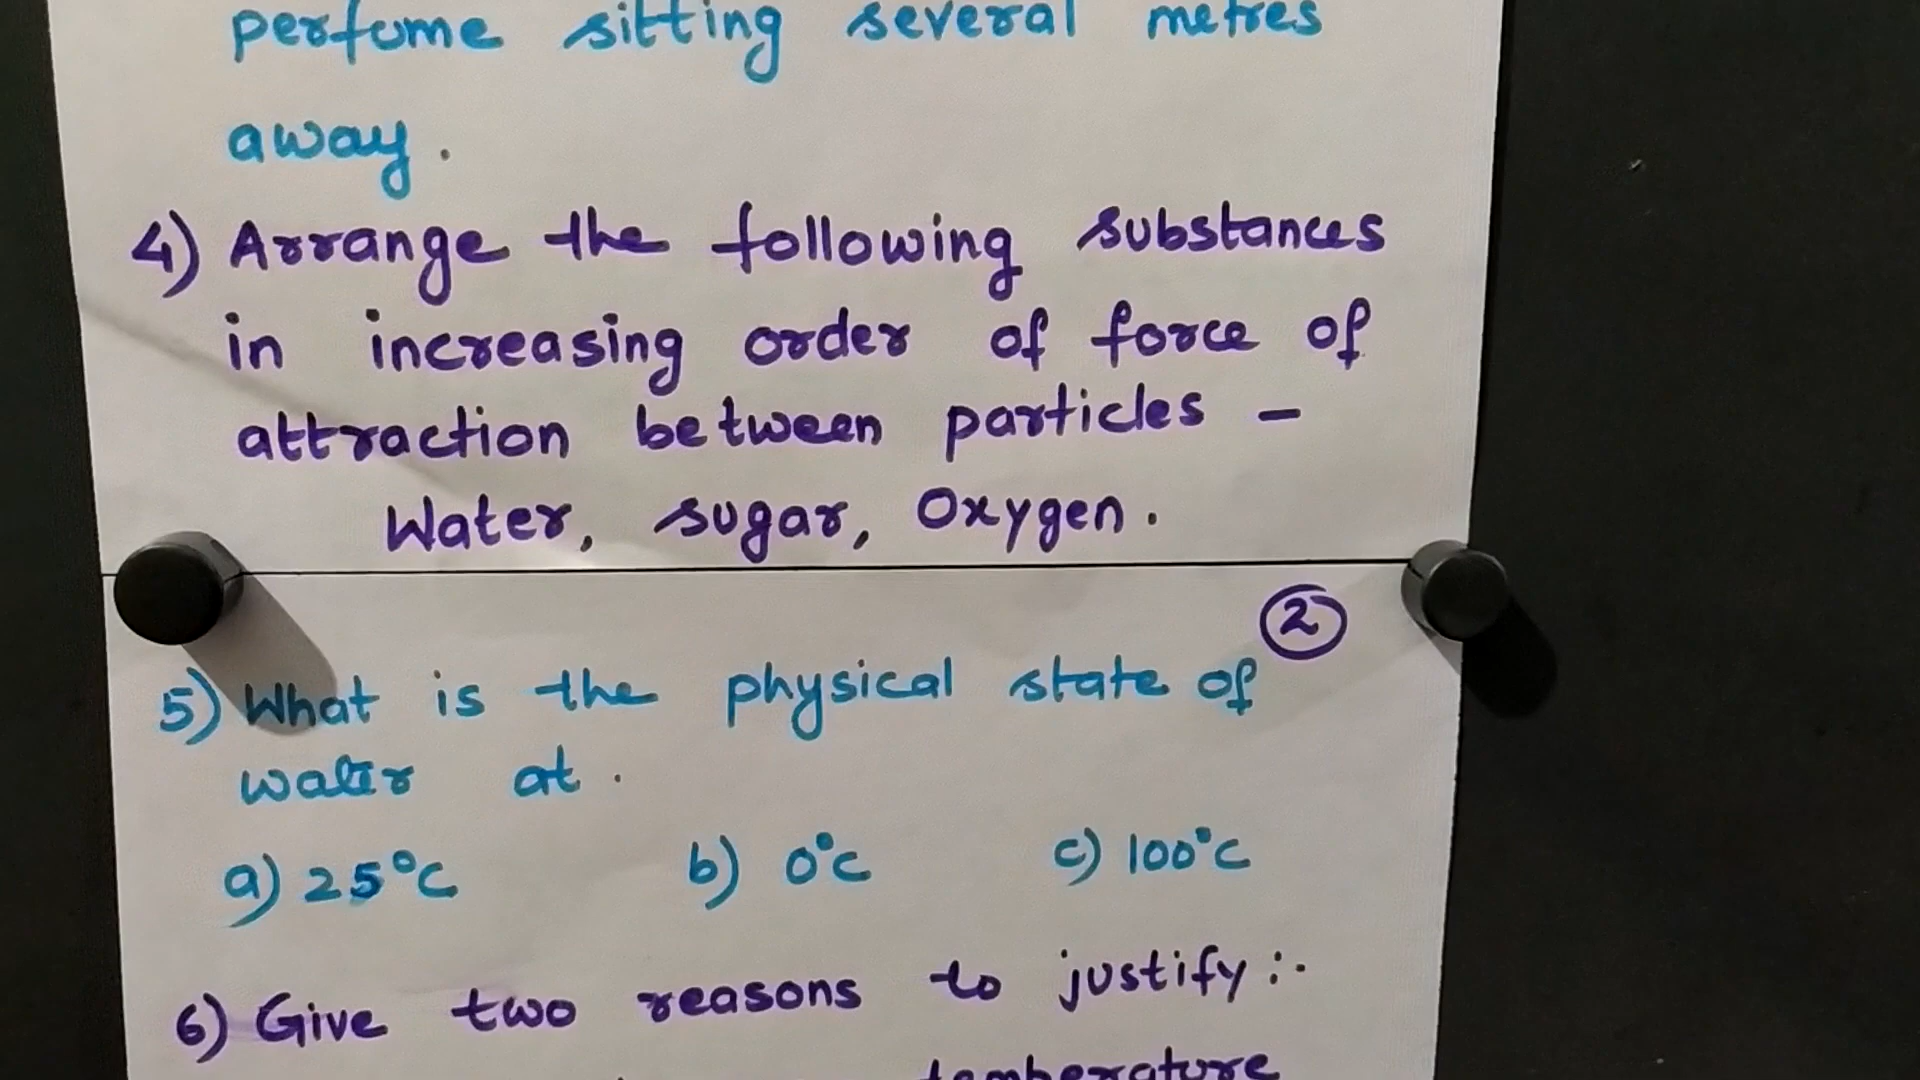 perfume sitting several metres
away.
4) Arrange the following substances
in increasing order of force of
attraction between particles -
Water, sugar, Oxygen.
2
5) What is the physical state of
water at.
a) 25°C b) 0°C c) 100°C
6) Give two reasons to justify :-
temperature